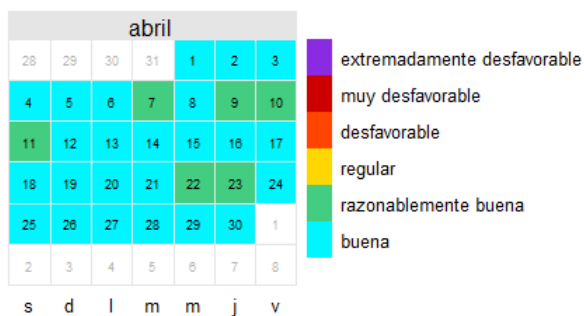 abril
28 29 30 31 1 2 3
4 5 6 7 8 9 10
11 12 13 14 15 16 17
18 19 20 21 22 23 24
25 26 27 28 29 30 1
2 3 4 5 6 7 8
s d l m m j v
extremadamente desfavorable
muy desfavorable
desfavorable
regular
razonablemente buena
buena